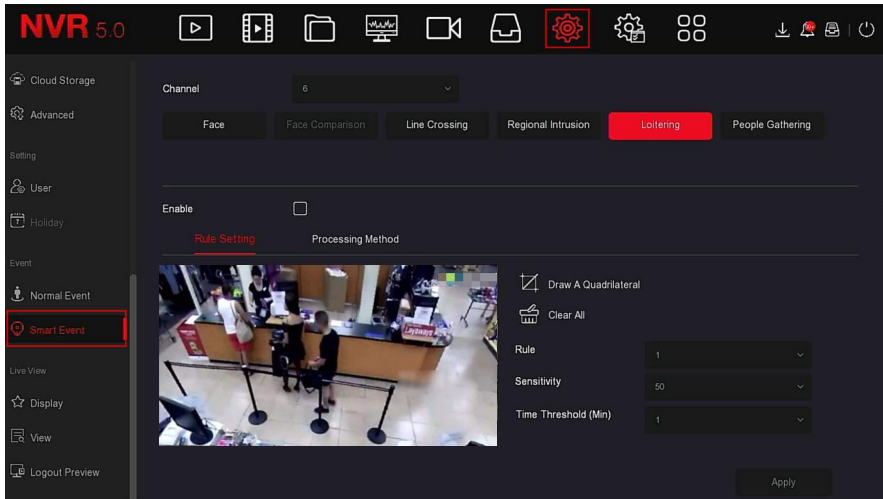 NVR 5.0
Cloud Storage
Advanced
Setting
User
Holiday
Event
Normal Event
Smart Event
Live View
Display
View
Logout Preview
Channel 6
Face Face Comparison Line Crossing Regional Intrusion Loitering People Gathering
Enable
Rule Setting Processing Method
Draw A Quadrilateral
Clear All
Rule 1
Sensitivity 50
Time Threshold (Min) 1
Apply